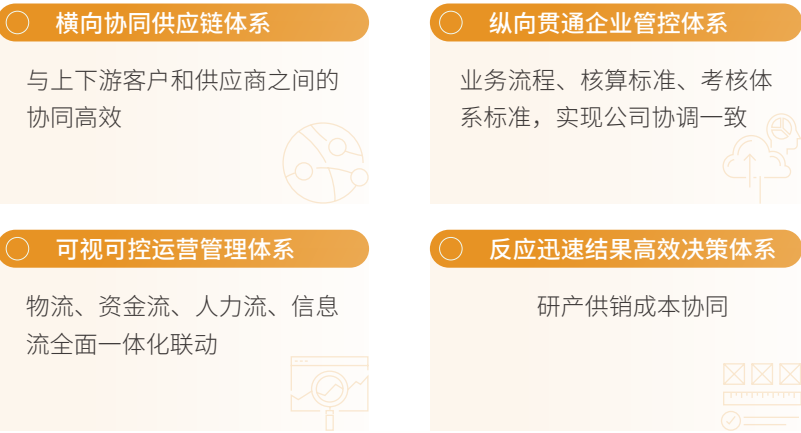 横向协同供应链体系
与上下游客户和供应商之间的
协同高效
纵向贯通企业管控体系
业务流程、核算标准、考核体
系标准，实现公司协调一致
可视可控运营管理体系
物流、资金流、人力流、信息
流全面一体化联动
反应迅速结果高效决策体系
研产供销成本协同